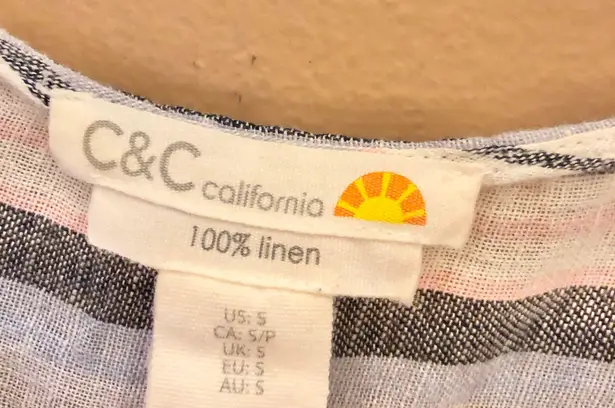 C&C california
100% linen
US: S
CA: S/P
UK: S
EU: S
AU: S